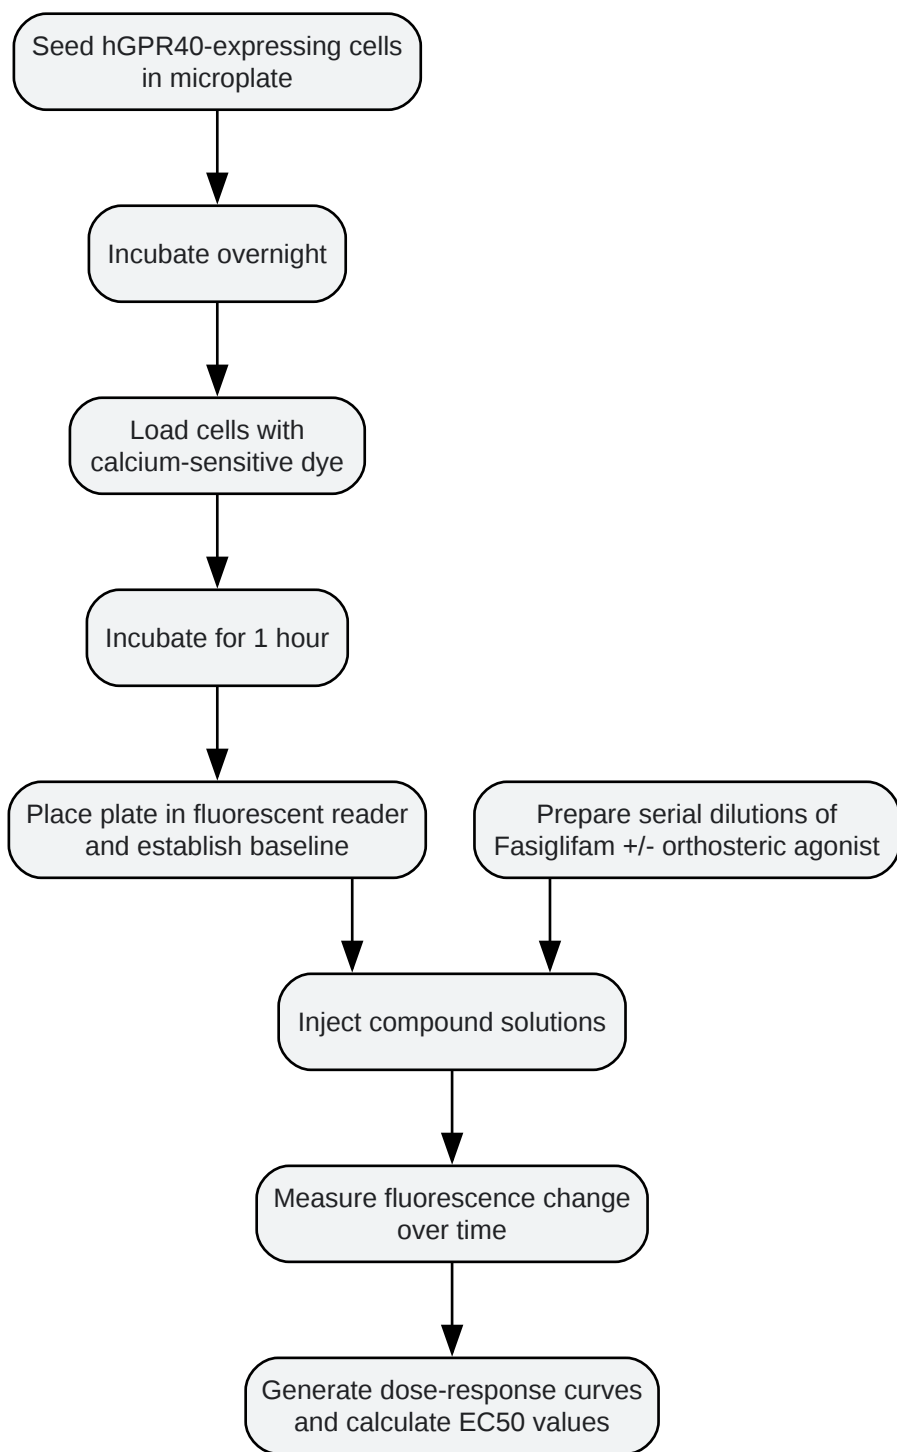 Seed hGPR40-expressing cells
in microplate
Incubate overnight
Load cells with
calcium-sensitive dye
Incubate for 1 hour
Place plate in fluorescent reader
and establish baseline
Prepare serial dilutions of
Fasiglifam +/- orthosteric agonist
Inject compound solutions
Measure fluorescence change
over time
Generate dose-response curves
and calculate EC50 values